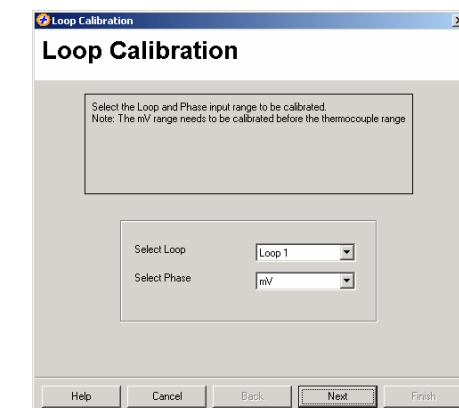 Loop Calibration
Loop Calibration
Select the Loop and Phase input range to be calibrated.
Note: The mV range needs to be calibrated before the thermocouple range
Select Loop
Loop 1
Select Phase
mV
Help
Cancel
Back
Next
Finish